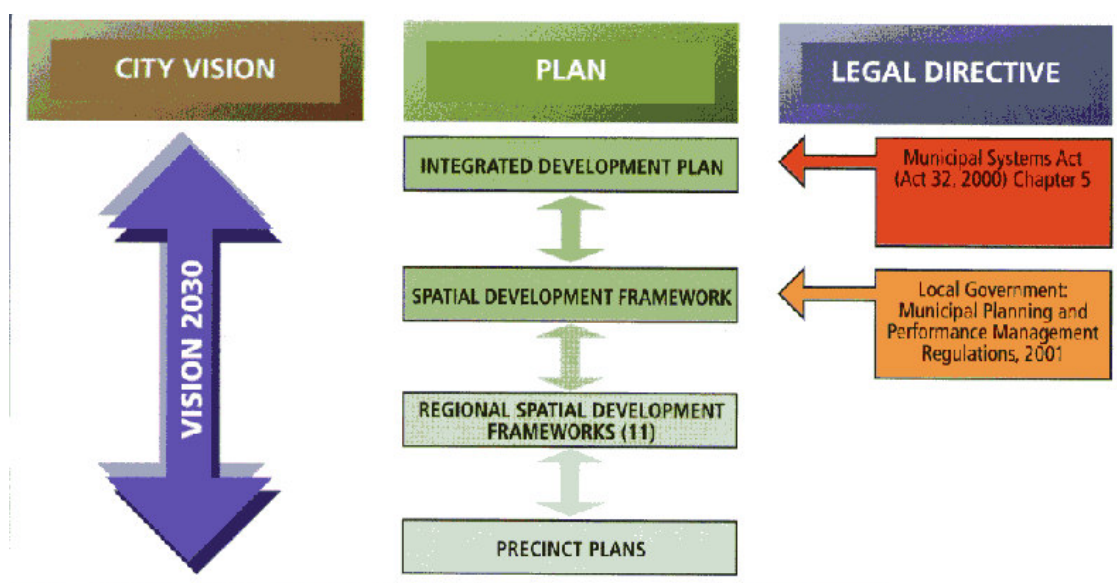 CITY VISION
PLAN
LEGAL DIRECTIVE
VISION 2030
INTEGRATED DEVELOPMENT PLAN
Municipal Systems Act
(Act 32, 2000) Chapter 5
SPATIAL DEVELOPMENT FRAMEWORK
Local Government:
Municipal Planning and
Performance Management
Regulations, 2001
REGIONAL SPATIAL DEVELOPMENT
FRAMEWORKS (11)
PRECINCT PLANS